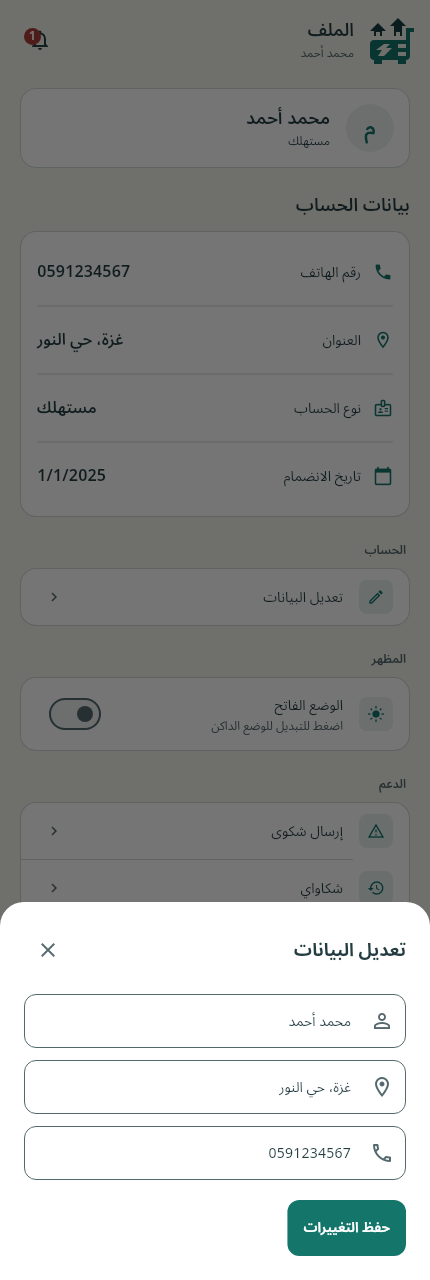 الملف
محمد أحمد
1
م
محمد أحمد
مستهلك
بيانات الحساب
رقم الهاتف 0591234567
العنوان غزة، حي النور
نوع الحساب مستهلك
تاريخ الانضمام 1/1/2025
الحساب
تعديل البيانات
المظهر
الوضع الفاتح
اضغط للتبديل للوضع الداكن
الدعم
إرسال شكوى
شكاواي
تعديل البيانات
محمد أحمد
غزة، حي النور
0591234567
حفظ التغييرات